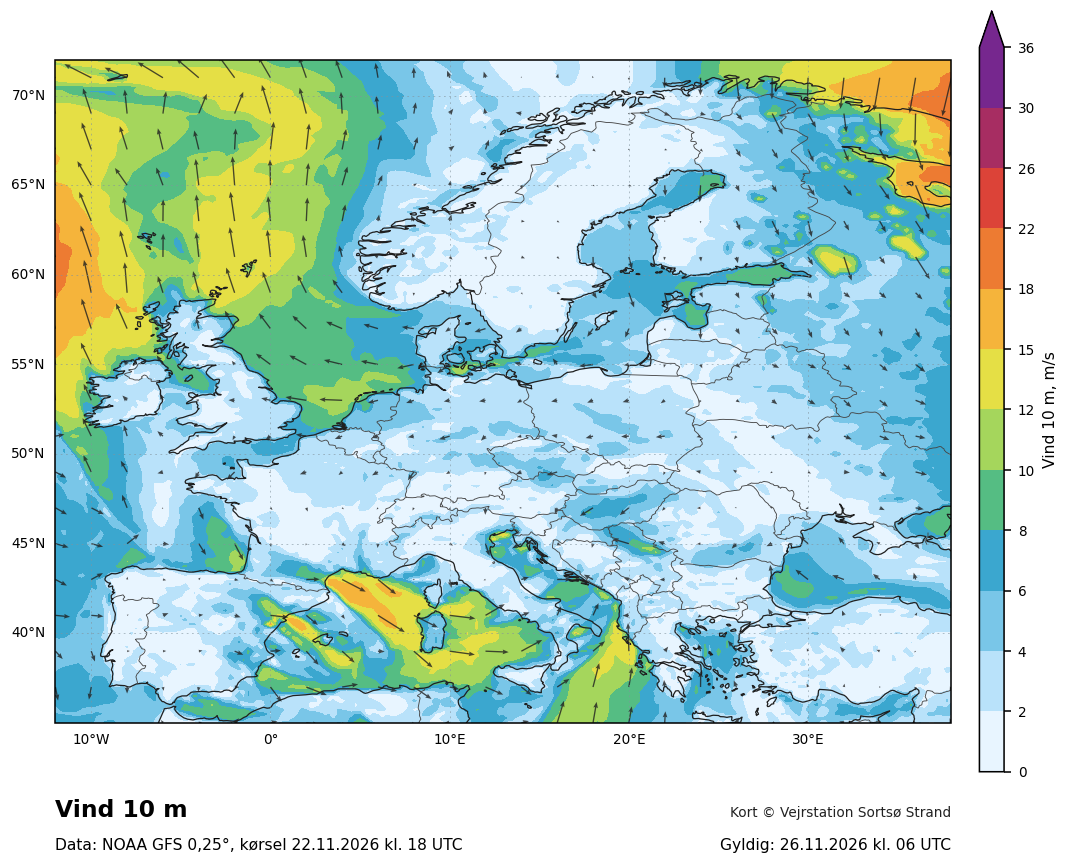 36
30
26
22
18
15
12
10
8
6
4
2
0
Vind 10 m, m/s
70°N
65°N
60°N
55°N
50°N
45°N
40°N
10°W
0°
10°E
20°E
30°E
Vind 10 m
Kort © Vejrstation Sortsø Strand
Data: NOAA GFS 0,25°, kørsel 22.11.2026 kl. 18 UTC
Gyldig: 26.11.2026 kl. 06 UTC